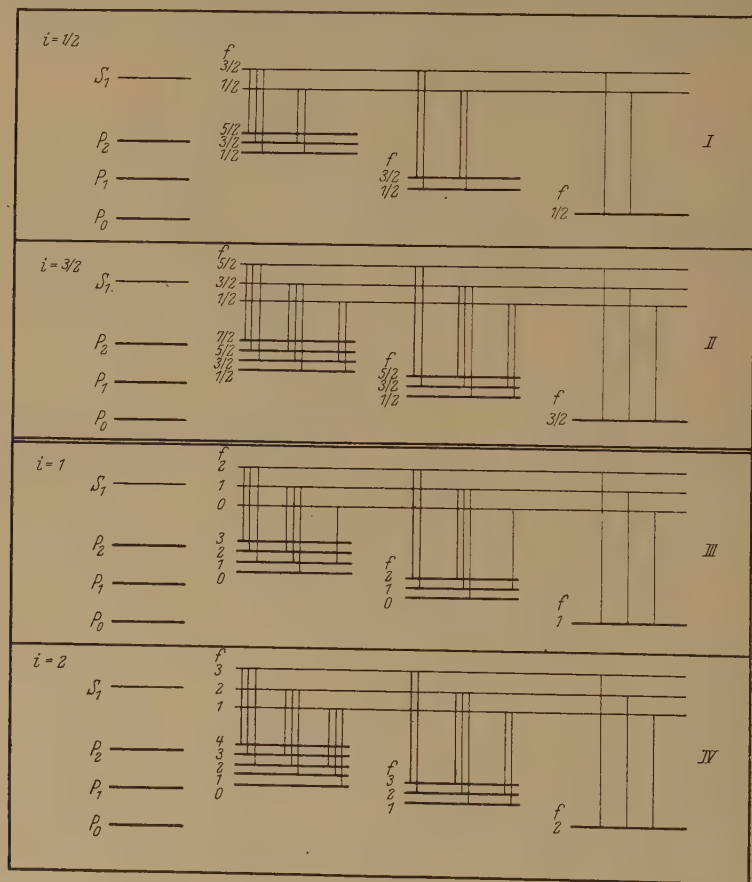 i = 1/2
S₁
P₂
P₁
P₀
f
3/2
1/2
5/2
3/2
1/2
f
3/2
1/2
f
1/2
I
i = 3/2
S₁.
P₂
P₁
P₀
f
5/2
3/2
1/2
7/2
5/2
3/2
1/2
f
5/2
3/2
1/2
f
3/2
II
i = 1
S₁
P₂
P₁
P₀
f
2
1
0
3
2
1
0
f
2
1
0
f
1
III
i = 2
S₁
P₂
P₁
P₀
f
3
2
1
4
3
2
1
0
f
3
2
1
f
2
IV